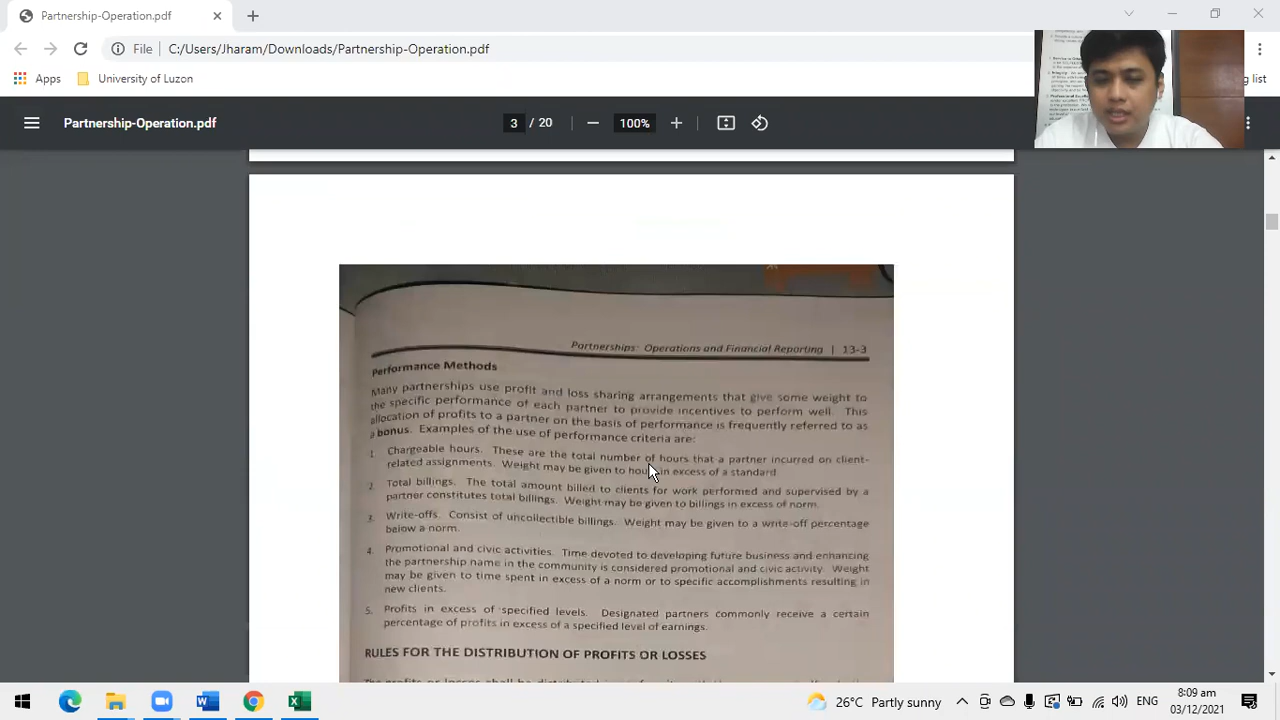 Partnership-Operation.pdf
File
C:/Users/Jharam/Downloads/Partnership-Operation.pdf
Apps
University of Luzon
ng list
Partnership-Operation.pdf
3 / 20
100%
Partnerships: Operations and Financial Reporting | 13-3
Performance Methods
Many partnerships use profit and loss sharing arrangements that give some weight to
the specific performance of each partner to provide incentives to perform well. This
allocation of profits to a partner on the basis of performance is frequently referred to as
a bonus. Examples of the use of performance criteria are:
1. Chargeable hours. These are the total number of hours that a partner incurred on client-
related assignments. Weight may be given to hours in excess of a standard.
2. Total billings. The total amount billed to clients for work performed and supervised by a
partner constitutes total billings. Weight may be given to billings in excess of norm.
3. Write-offs. Consist of uncollectible billings. Weight may be given to a write-off percentage
below a norm.
4. Promotional and civic activities. Time devoted to developing future business and enhancing
the partnership name in the community is considered promotional and civic activity. Weight
may be given to time spent in excess of a norm or to specific accomplishments resulting in
new clients.
5. Profits in excess of specified levels. Designated partners commonly receive a certain
percentage of profits in excess of a specified level of earnings.
RULES FOR THE DISTRIBUTION OF PROFITS OR LOSSES
26°C Partly sunny
ENG
8:09 am
03/12/2021